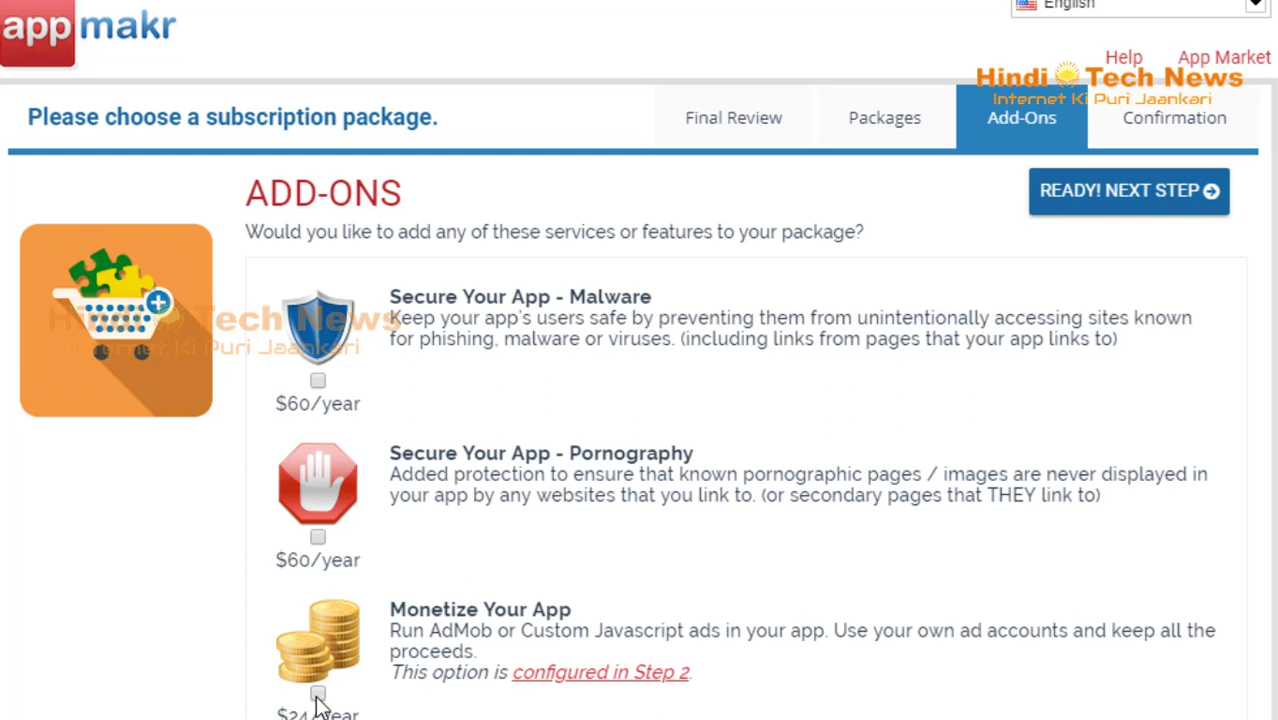 English
appmakr
Help App Market
Hindi Tech News
Internet Ki Puri Jaankari
Please choose a subscription package.
Final Review Packages Add-Ons Confirmation
ADD-ONS
READY! NEXT STEP
Would you like to add any of these services or features to your package?
Secure Your App - Malware
Keep your app's users safe by preventing them from unintentionally accessing sites known
for phishing, malware or viruses. (including links from pages that your app links to)
Hindi Tech News
Internet Ki Puri Jaankari
$60/year
Secure Your App - Pornography
Added protection to ensure that known pornographic pages / images are never displayed in
your app by any websites that you link to. (or secondary pages that THEY link to)
$60/year
Monetize Your App
Run AdMob or Custom Javascript ads in your app. Use your own ad accounts and keep all the
proceeds.
This option is configured in Step 2.